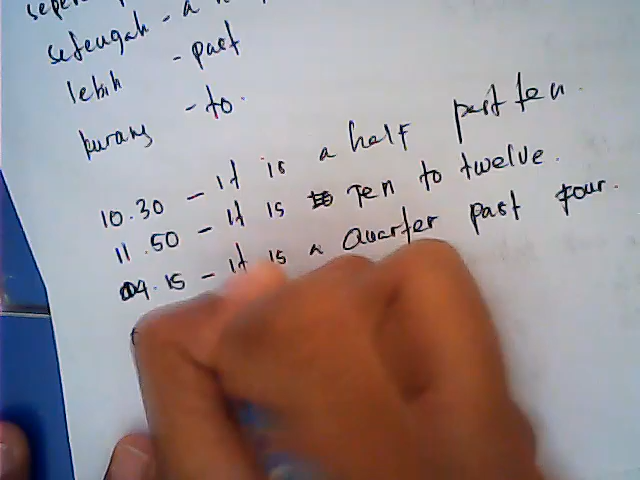 setengah - a
lebih - past
kurang - to.
10.30 - it is a half past ten.
11.50 - it is Ten to twelve.
04.15 - it is a Quarter past four.